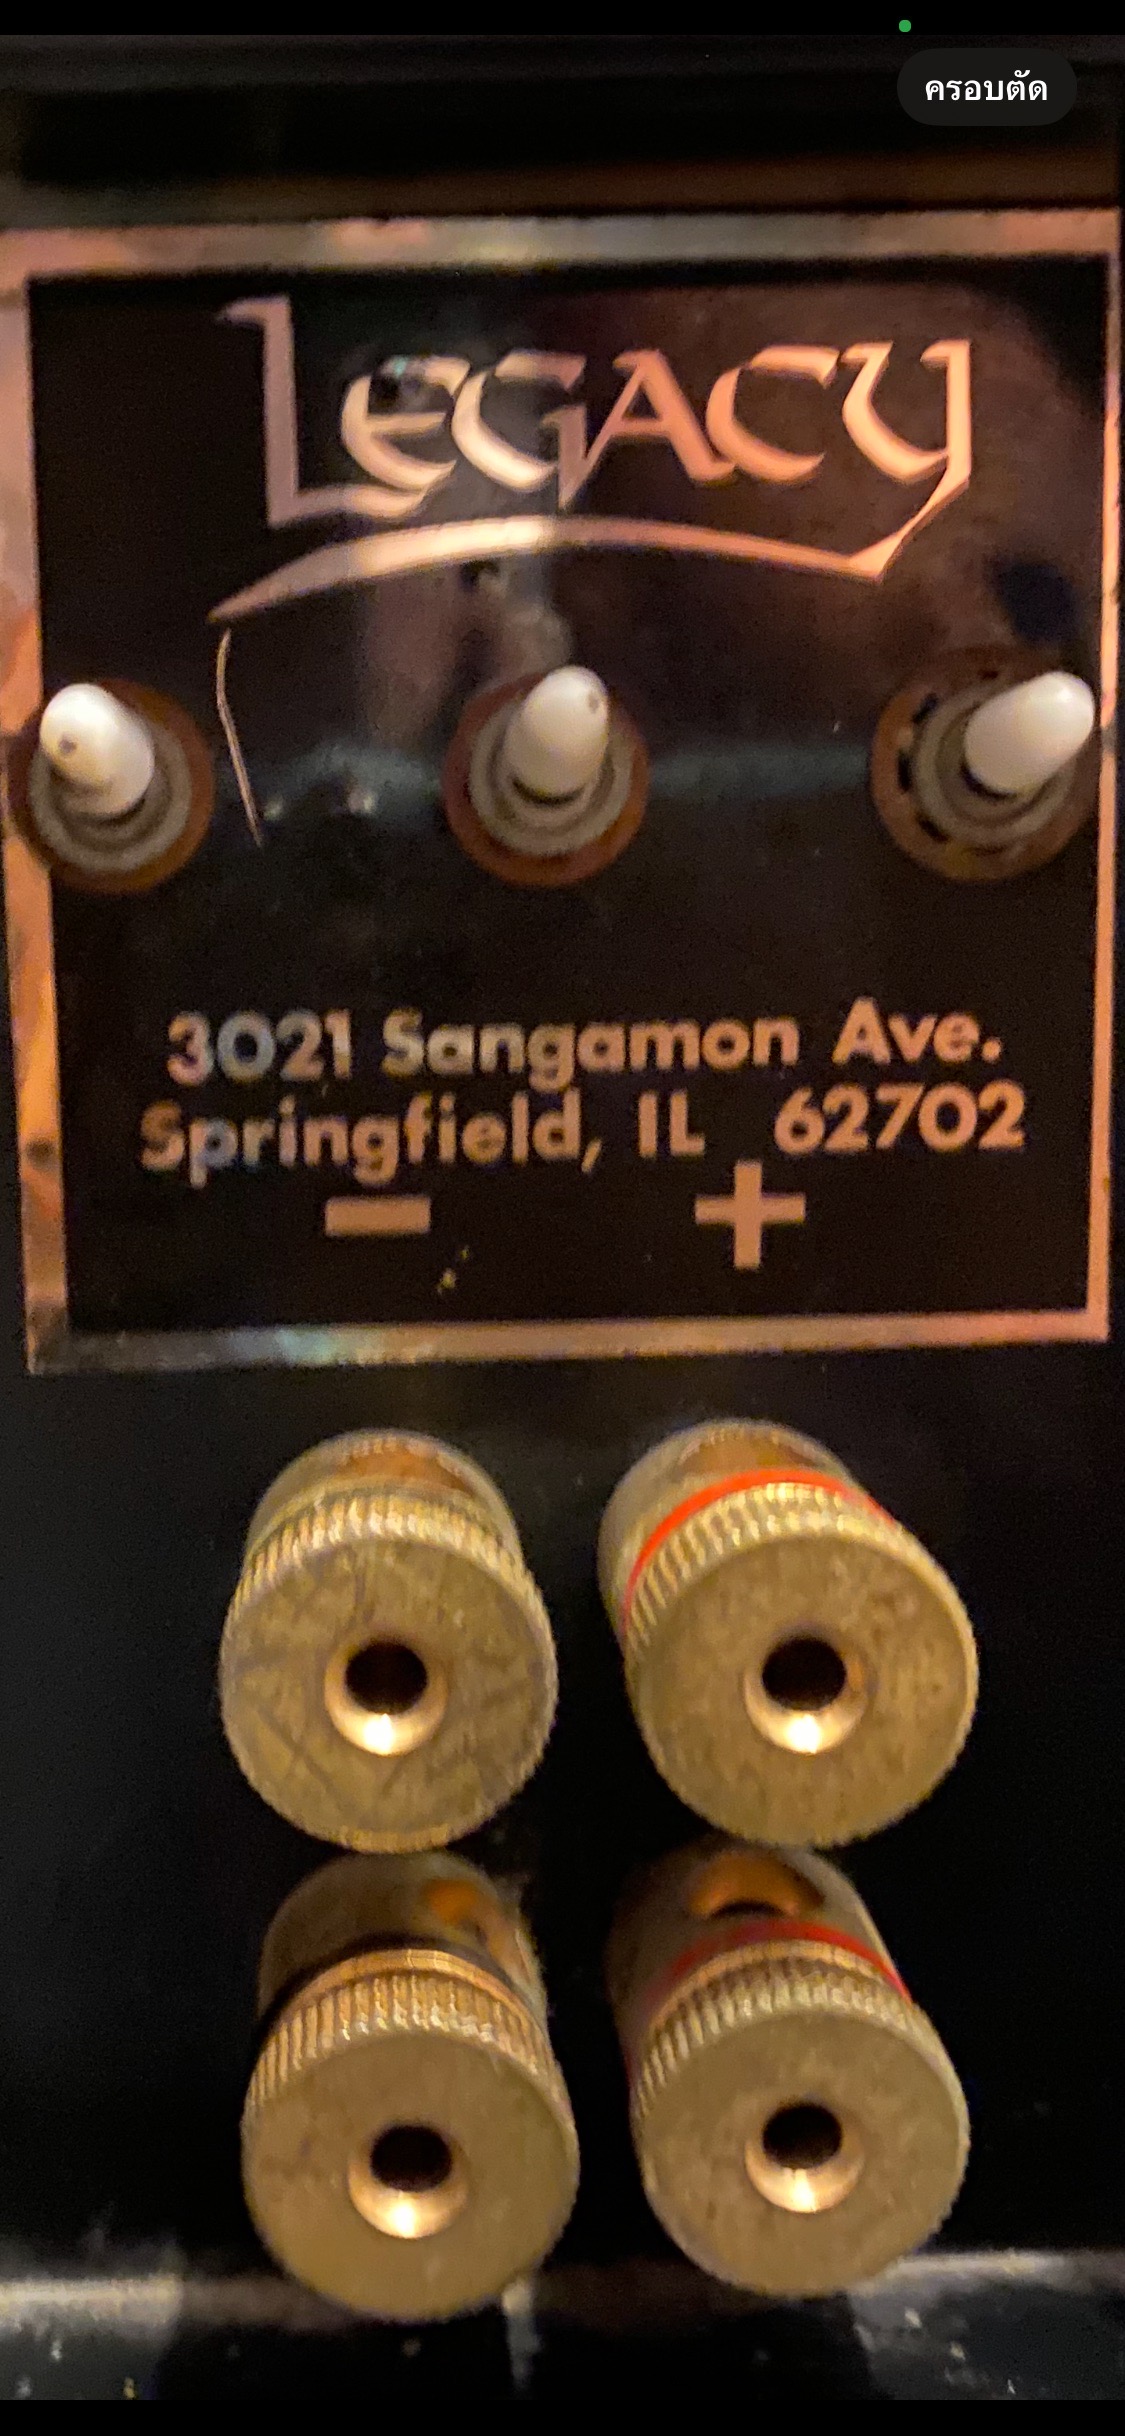 ครอบตัด
LEGACY
3021 Sangamon Ave.
Springfield, IL 62702
− +